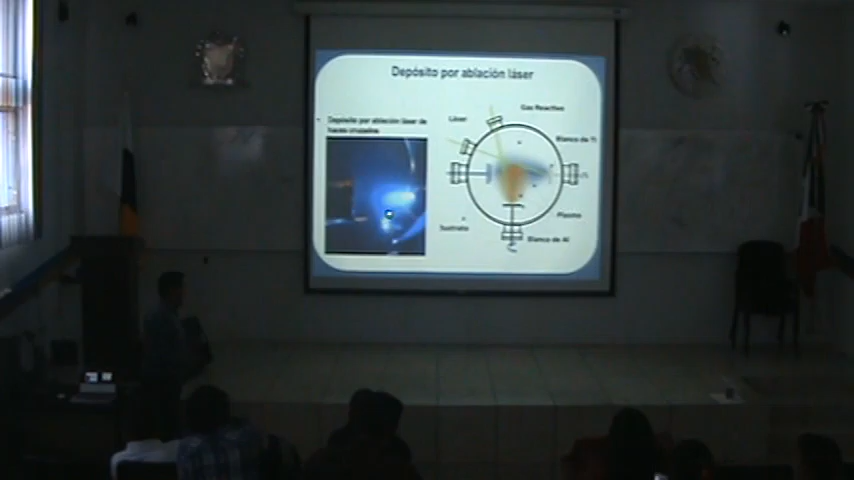 Depósito por ablación láser
Depósito por ablación láser de
haces cruzados
Láser
Gas Reactivo
Blanco de Ti
Sustrato
Plasma
Blanco de Al